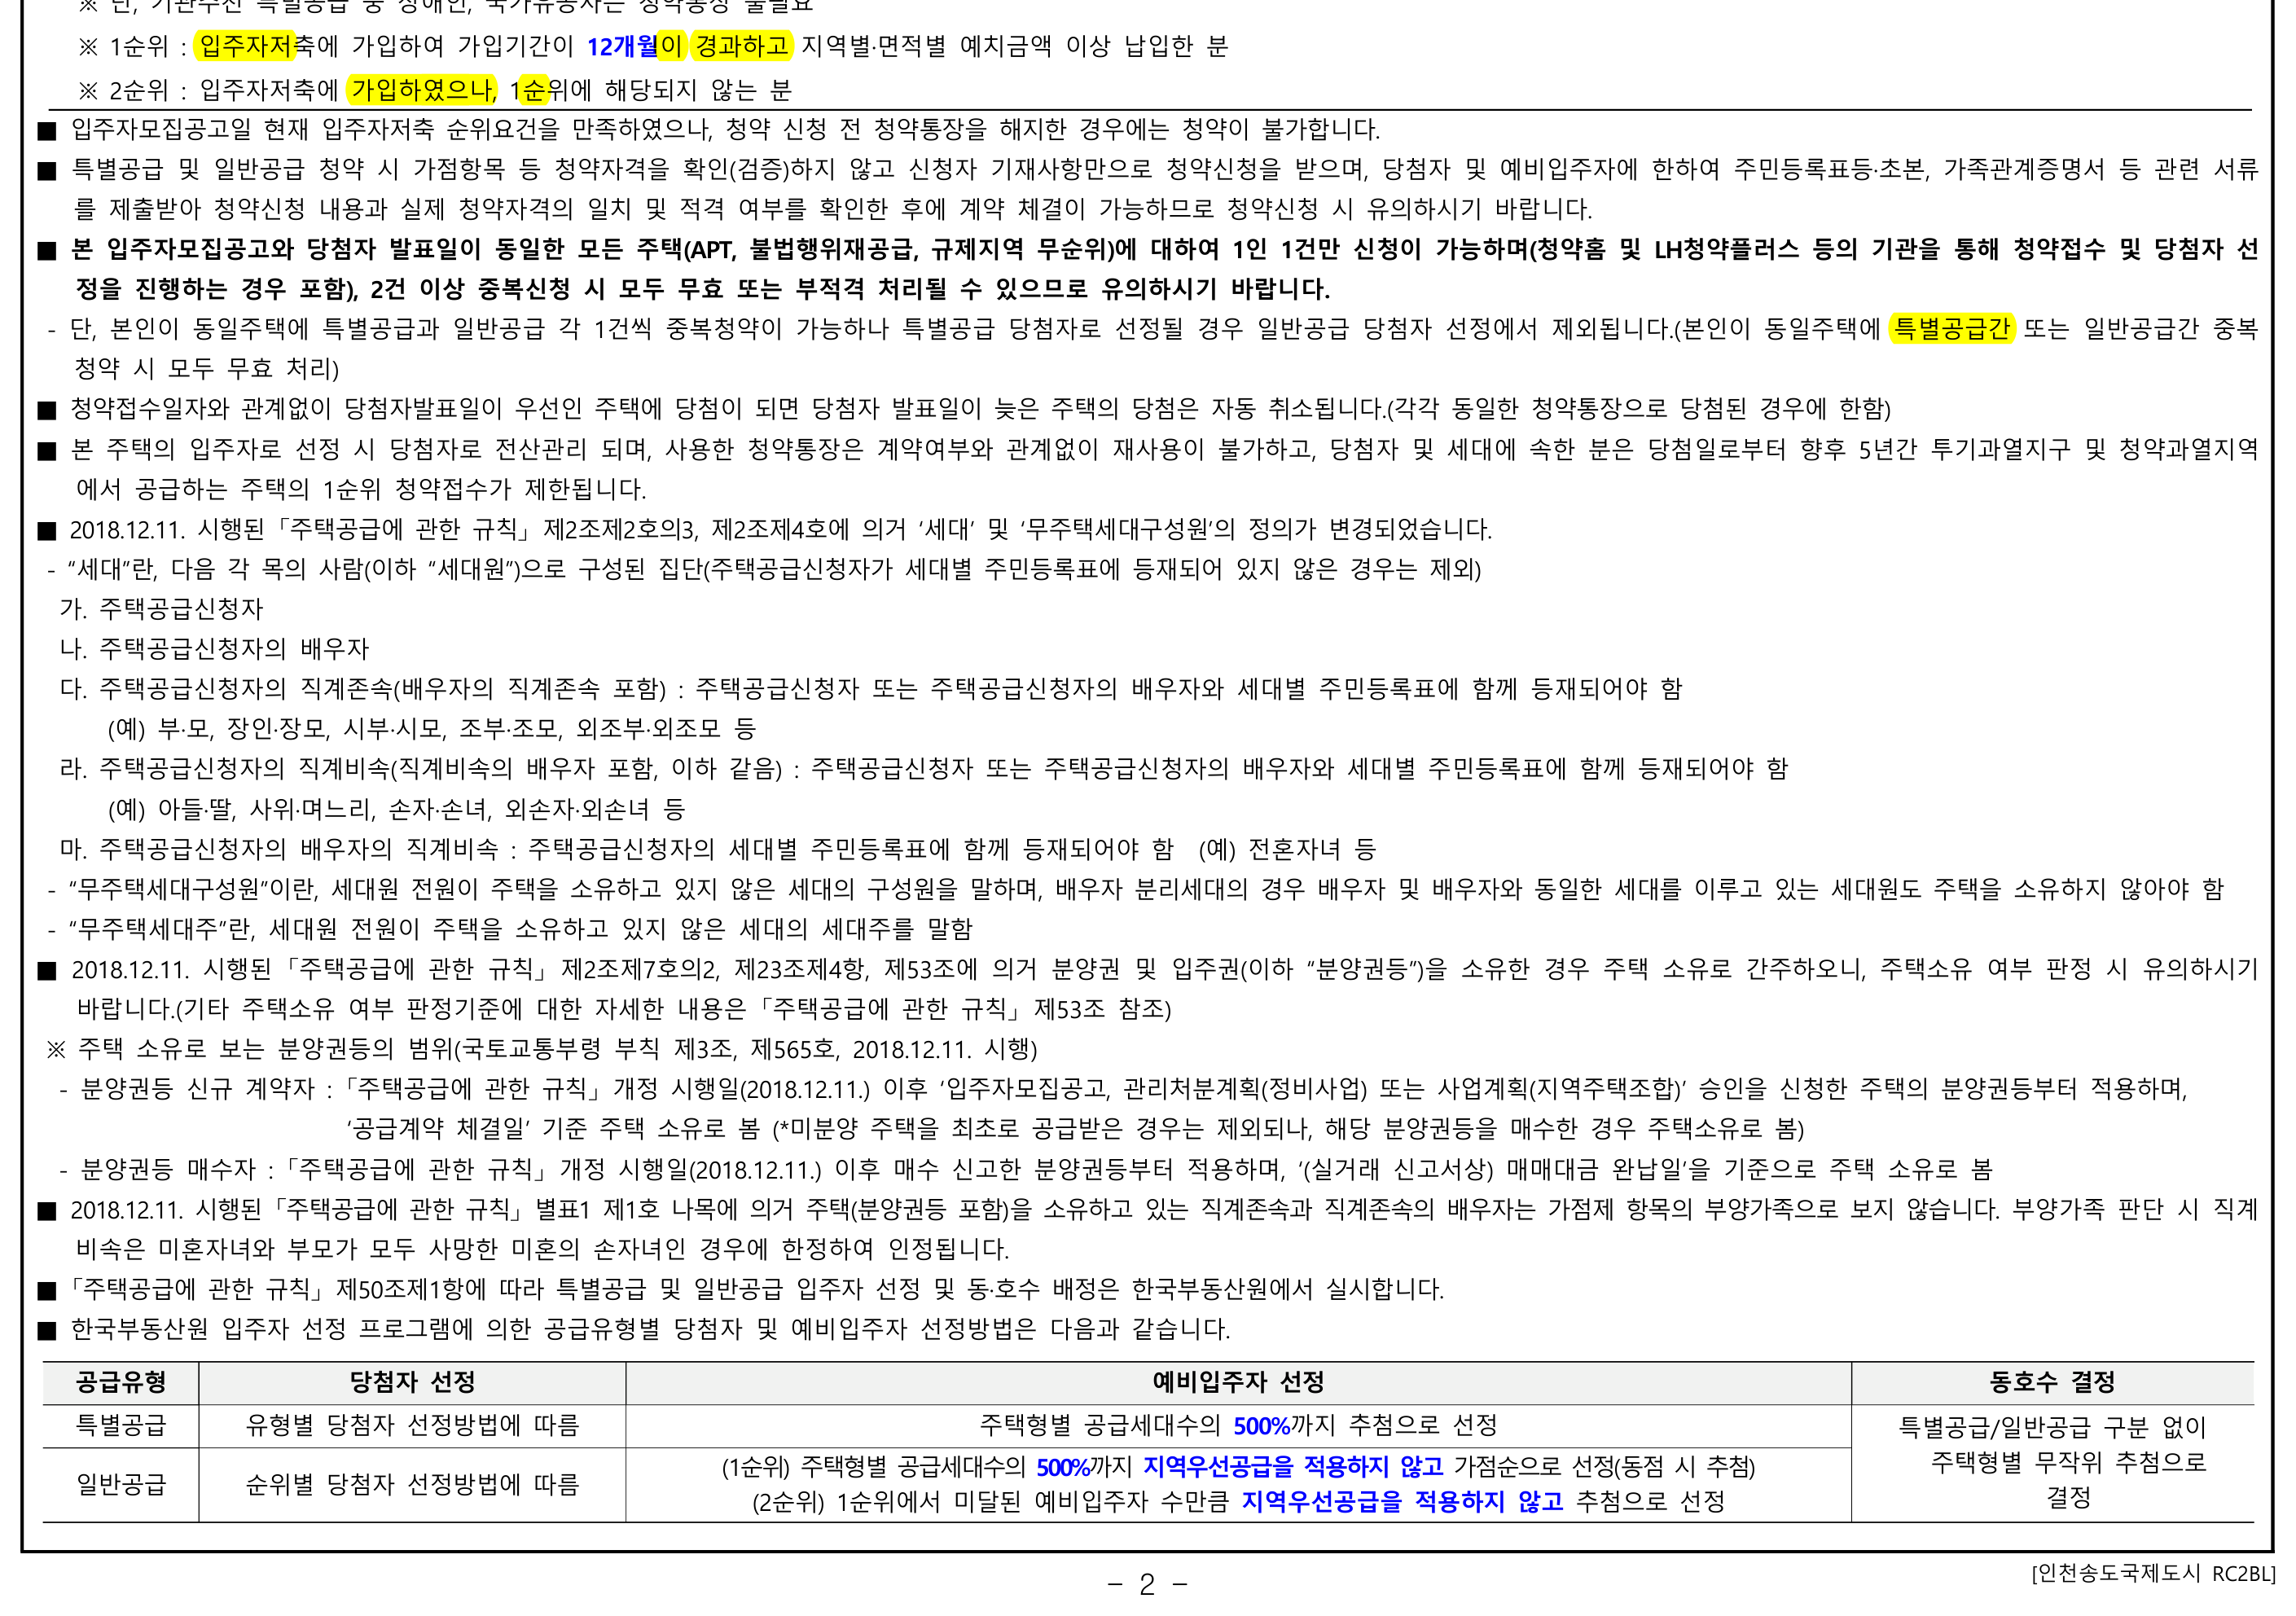 ※ 단, 기관추천 특별공급 중 장애인, 국가유공자는 청약통장 불필요
※ 1순위 : 입주자저축에 가입하여 가입기간이 12개월이 경과하고 지역별·면적별 예치금액 이상 납입한 분
※ 2순위 : 입주자저축에 가입하였으나, 1순위에 해당되지 않는 분
■ 입주자모집공고일 현재 입주자저축 순위요건을 만족하였으나, 청약 신청 전 청약통장을 해지한 경우에는 청약이 불가합니다.
■ 특별공급 및 일반공급 청약 시 가점항목 등 청약자격을 확인(검증)하지 않고 신청자 기재사항만으로 청약신청을 받으며, 당첨자 및 예비입주자에 한하여 주민등록표등·초본, 가족관계증명서 등 관련 서류
를 제출받아 청약신청 내용과 실제 청약자격의 일치 및 적격 여부를 확인한 후에 계약 체결이 가능하므로 청약신청 시 유의하시기 바랍니다.
■ 본 입주자모집공고와 당첨자 발표일이 동일한 모든 주택(APT, 불법행위재공급, 규제지역 무순위)에 대하여 1인 1건만 신청이 가능하며(청약홈 및 LH청약플러스 등의 기관을 통해 청약접수 및 당첨자 선
정을 진행하는 경우 포함), 2건 이상 중복신청 시 모두 무효 또는 부적격 처리될 수 있으므로 유의하시기 바랍니다.
- 단, 본인이 동일주택에 특별공급과 일반공급 각 1건씩 중복청약이 가능하나 특별공급 당첨자로 선정될 경우 일반공급 당첨자 선정에서 제외됩니다.(본인이 동일주택에 특별공급간 또는 일반공급간 중복
청약 시 모두 무효 처리)
■ 청약접수일자와 관계없이 당첨자발표일이 우선인 주택에 당첨이 되면 당첨자 발표일이 늦은 주택의 당첨은 자동 취소됩니다.(각각 동일한 청약통장으로 당첨된 경우에 한함)
■ 본 주택의 입주자로 선정 시 당첨자로 전산관리 되며, 사용한 청약통장은 계약여부와 관계없이 재사용이 불가하고, 당첨자 및 세대에 속한 분은 당첨일로부터 향후 5년간 투기과열지구 및 청약과열지역
에서 공급하는 주택의 1순위 청약접수가 제한됩니다.
■ 2018.12.11. 시행된「주택공급에 관한 규칙」제2조제2호의3, 제2조제4호에 의거 ‘세대’ 및 ‘무주택세대구성원’의 정의가 변경되었습니다.
- “세대”란, 다음 각 목의 사람(이하 “세대원”)으로 구성된 집단(주택공급신청자가 세대별 주민등록표에 등재되어 있지 않은 경우는 제외)
가. 주택공급신청자
나. 주택공급신청자의 배우자
다. 주택공급신청자의 직계존속(배우자의 직계존속 포함) : 주택공급신청자 또는 주택공급신청자의 배우자와 세대별 주민등록표에 함께 등재되어야 함
(예) 부·모, 장인·장모, 시부·시모, 조부·조모, 외조부·외조모 등
라. 주택공급신청자의 직계비속(직계비속의 배우자 포함, 이하 같음) : 주택공급신청자 또는 주택공급신청자의 배우자와 세대별 주민등록표에 함께 등재되어야 함
(예) 아들·딸, 사위·며느리, 손자·손녀, 외손자·외손녀 등
마. 주택공급신청자의 배우자의 직계비속 : 주택공급신청자의 세대별 주민등록표에 함께 등재되어야 함 (예) 전혼자녀 등
- “무주택세대구성원”이란, 세대원 전원이 주택을 소유하고 있지 않은 세대의 구성원을 말하며, 배우자 분리세대의 경우 배우자 및 배우자와 동일한 세대를 이루고 있는 세대원도 주택을 소유하지 않아야 함
- “무주택세대주”란, 세대원 전원이 주택을 소유하고 있지 않은 세대의 세대주를 말함
■ 2018.12.11. 시행된「주택공급에 관한 규칙」제2조제7호의2, 제23조제4항, 제53조에 의거 분양권 및 입주권(이하 “분양권등”)을 소유한 경우 주택 소유로 간주하오니, 주택소유 여부 판정 시 유의하시기
바랍니다.(기타 주택소유 여부 판정기준에 대한 자세한 내용은「주택공급에 관한 규칙」제53조 참조)
※ 주택 소유로 보는 분양권등의 범위(국토교통부령 부칙 제3조, 제565호, 2018.12.11. 시행)
- 분양권등 신규 계약자 :「주택공급에 관한 규칙」개정 시행일(2018.12.11.) 이후 ‘입주자모집공고, 관리처분계획(정비사업) 또는 사업계획(지역주택조합)’ 승인을 신청한 주택의 분양권등부터 적용하며,
‘공급계약 체결일’ 기준 주택 소유로 봄 (*미분양 주택을 최초로 공급받은 경우는 제외되나, 해당 분양권등을 매수한 경우 주택소유로 봄)
- 분양권등 매수자 :「주택공급에 관한 규칙」개정 시행일(2018.12.11.) 이후 매수 신고한 분양권등부터 적용하며, ‘(실거래 신고서상) 매매대금 완납일’을 기준으로 주택 소유로 봄
■ 2018.12.11. 시행된「주택공급에 관한 규칙」별표1 제1호 나목에 의거 주택(분양권등 포함)을 소유하고 있는 직계존속과 직계존속의 배우자는 가점제 항목의 부양가족으로 보지 않습니다. 부양가족 판단 시 직계
비속은 미혼자녀와 부모가 모두 사망한 미혼의 손자녀인 경우에 한정하여 인정됩니다.
■「주택공급에 관한 규칙」제50조제1항에 따라 특별공급 및 일반공급 입주자 선정 및 동·호수 배정은 한국부동산원에서 실시합니다.
■ 한국부동산원 입주자 선정 프로그램에 의한 공급유형별 당첨자 및 예비입주자 선정방법은 다음과 같습니다.
공급유형 당첨자 선정 예비입주자 선정 동호수 결정
특별공급 유형별 당첨자 선정방법에 따름 주택형별 공급세대수의 500%까지 추첨으로 선정
일반공급 순위별 당첨자 선정방법에 따름
(1순위) 주택형별 공급세대수의 500%까지 지역우선공급을 적용하지 않고 가점순으로 선정(동점 시 추첨)
(2순위) 1순위에서 미달된 예비입주자 수만큼 지역우선공급을 적용하지 않고 추첨으로 선정
특별공급/일반공급 구분 없이
주택형별 무작위 추첨으로
결정
- 2 -
[인천송도국제도시 RC2BL]